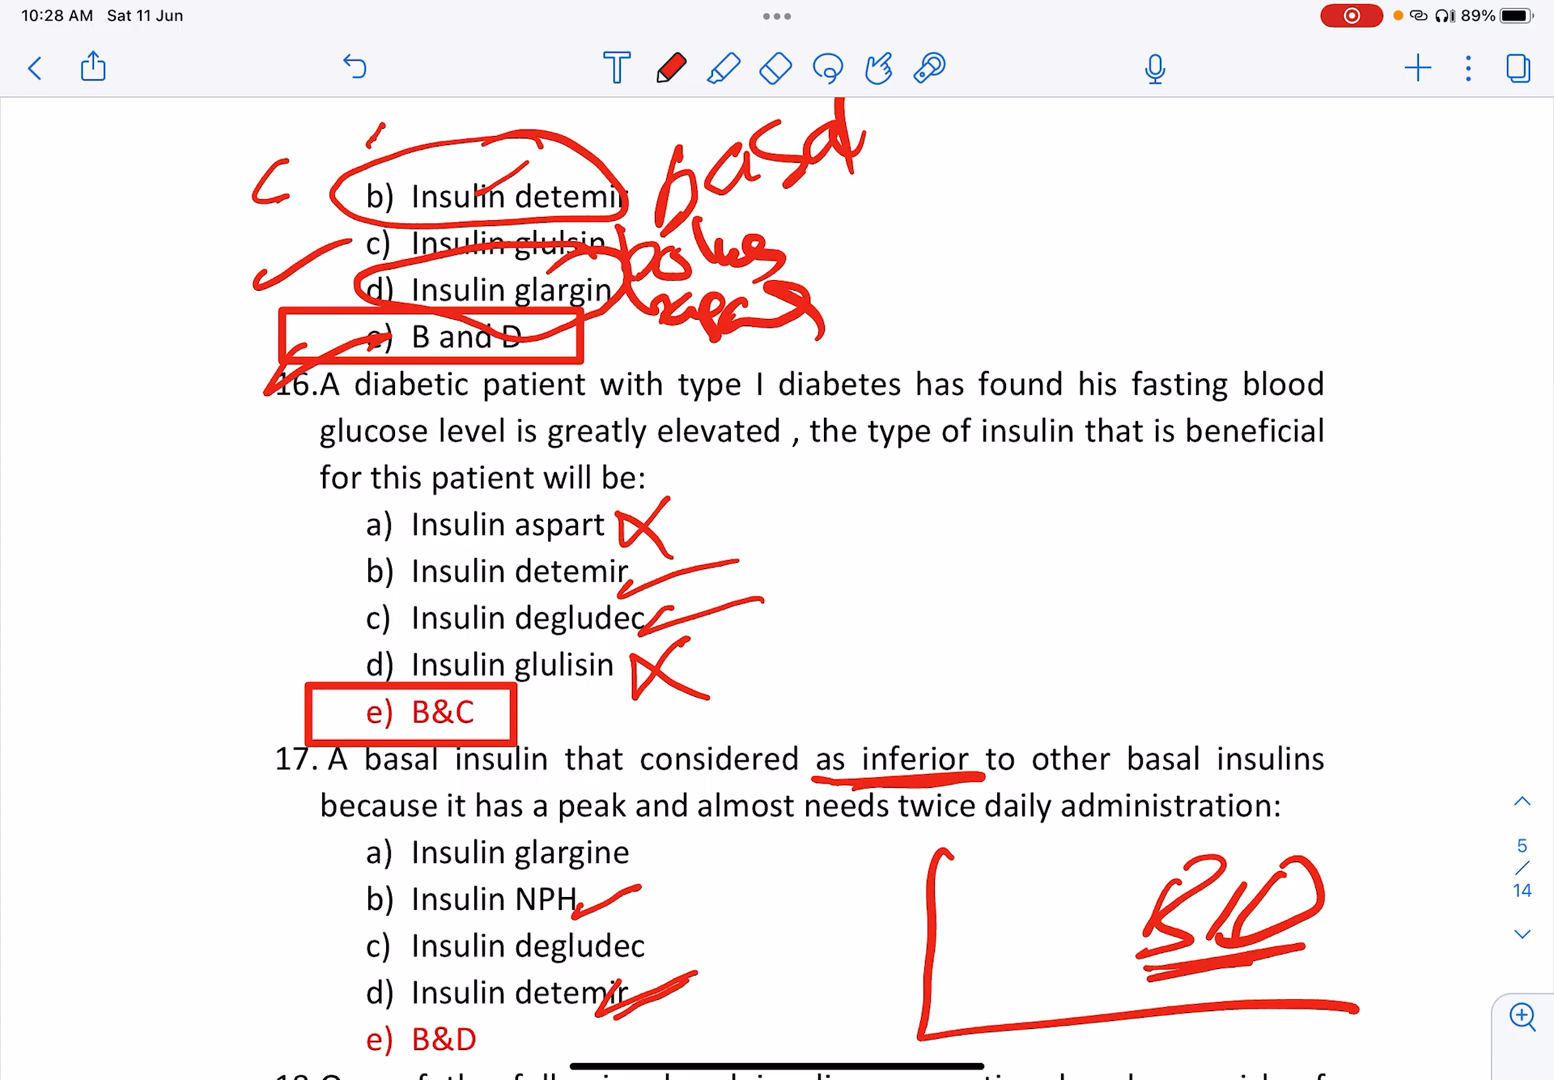 10:28 AM Sat 11 Jun
89%
basal
b) Insulin detemir
c) Insulin glulsin
bolus
d) Insulin glargin
e) B and D
16.A diabetic patient with type I diabetes has found his fasting blood
glucose level is greatly elevated , the type of insulin that is beneficial
for this patient will be:
a) Insulin aspart
b) Insulin detemir
c) Insulin degludec
d) Insulin glulisin
e) B&C
17. A basal insulin that considered as inferior to other basal insulins
because it has a peak and almost needs twice daily administration:
a) Insulin glargine
b) Insulin NPH
c) Insulin degludec
d) Insulin detemir
e) B&D
BID
5
/
14